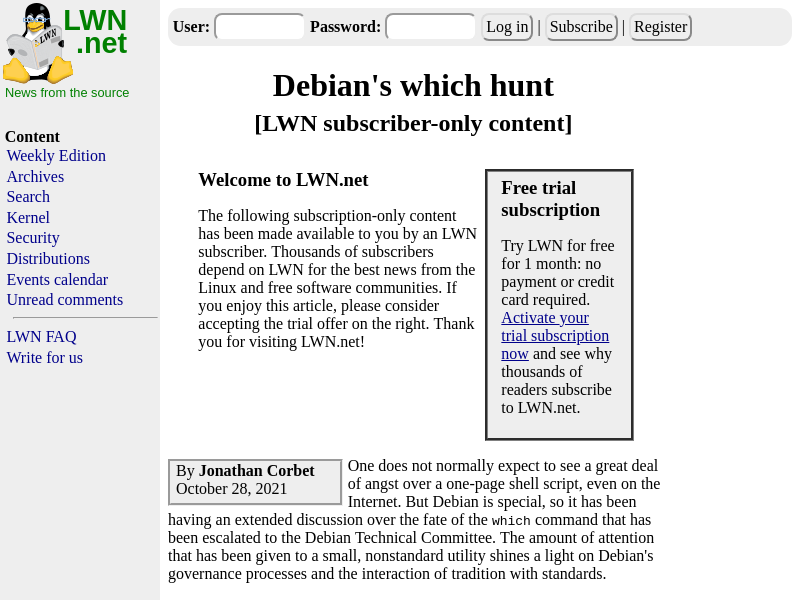 LWN
.net
LWN
News from the source
Content
Weekly Edition
Archives
Search
Kernel
Security
Distributions
Events calendar
Unread comments
LWN FAQ
Write for us
User: Password: Log in | Subscribe | Register
Debian's which hunt
[LWN subscriber-only content]
Welcome to LWN.net
The following subscription-only content
has been made available to you by an LWN
subscriber. Thousands of subscribers
depend on LWN for the best news from the
Linux and free software communities. If
you enjoy this article, please consider
accepting the trial offer on the right. Thank
you for visiting LWN.net!
Free trial
subscription
Try LWN for free
for 1 month: no
payment or credit
card required.
Activate your
trial subscription
now and see why
thousands of
readers subscribe
to LWN.net.
By Jonathan Corbet
October 28, 2021
One does not normally expect to see a great deal
of angst over a one-page shell script, even on the
Internet. But Debian is special, so it has been
having an extended discussion over the fate of the which command that has
been escalated to the Debian Technical Committee. The amount of attention
that has been given to a small, nonstandard utility shines a light on Debian's
governance processes and the interaction of tradition with standards.